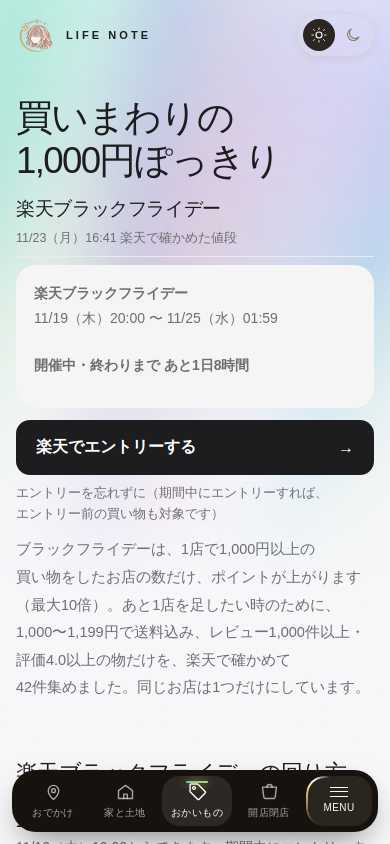 LIFE NOTE
買いまわりの
1,000円ぽっきり
楽天ブラックフライデー
11/23（月）16:41 楽天で確かめた値段
楽天ブラックフライデー
11/19（木）20:00 〜 11/25（水）01:59
開催中・終わりまで あと1日8時間
楽天でエントリーする →
エントリーを忘れずに（期間中にエントリーすれば、
エントリー前の買い物も対象です）
ブラックフライデーは、1店で1,000円以上の
買い物をしたお店の数だけ、ポイントが上がります
（最大10倍）。あと1店を足したい時のために、
1,000〜1,199円で送料込み、レビュー1,000件以上・
評価4.0以上の物だけを、楽天で確かめて
42件集めました。同じお店は1つだけにしています。
おでかけ
家と土地
おかいもの
開店閉店
MENU